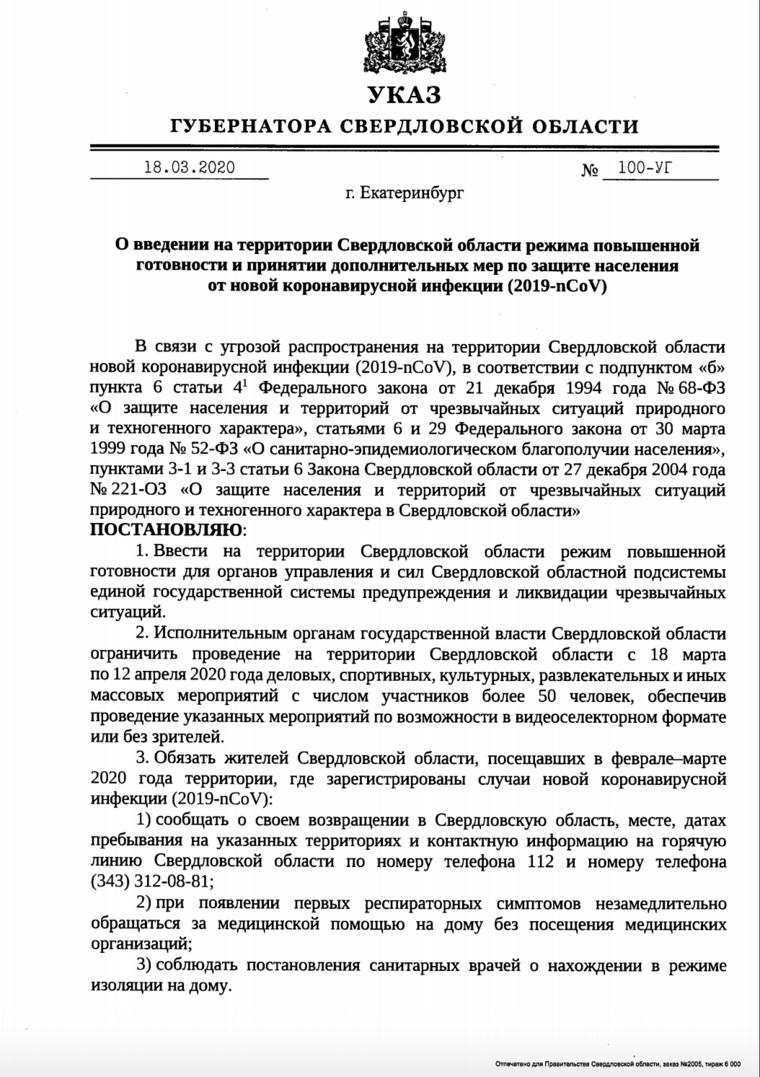 УКАЗ
ГУБЕРНАТОРА СВЕРДЛОВСКОЙ ОБЛАСТИ
18.03.2020 № 100-УГ
г. Екатеринбург
О введении на территории Свердловской области режима повышенной
готовности и принятии дополнительных мер по защите населения
от новой коронавирусной инфекции (2019-nCoV)
В связи с угрозой распространения на территории Свердловской области
новой коронавирусной инфекции (2019-nCoV), в соответствии с подпунктом «б»
пункта 6 статьи 4¹ Федерального закона от 21 декабря 1994 года № 68-ФЗ
«О защите населения и территорий от чрезвычайных ситуаций природного
и техногенного характера», статьями 6 и 29 Федерального закона от 30 марта
1999 года № 52-ФЗ «О санитарно-эпидемиологическом благополучии населения»,
пунктами 3-1 и 3-3 статьи 6 Закона Свердловской области от 27 декабря 2004 года
№ 221-ОЗ «О защите населения и территорий от чрезвычайных ситуаций
природного и техногенного характера в Свердловской области»
ПОСТАНОВЛЯЮ:
1. Ввести на территории Свердловской области режим повышенной
готовности для органов управления и сил Свердловской областной подсистемы
единой государственной системы предупреждения и ликвидации чрезвычайных
ситуаций.
2. Исполнительным органам государственной власти Свердловской области
ограничить проведение на территории Свердловской области с 18 марта
по 12 апреля 2020 года деловых, спортивных, культурных, развлекательных и иных
массовых мероприятий с числом участников более 50 человек, обеспечив
проведение указанных мероприятий по возможности в видеоселекторном формате
или без зрителей.
3. Обязать жителей Свердловской области, посещавших в феврале–марте
2020 года территории, где зарегистрированы случаи новой коронавирусной
инфекции (2019-nCoV):
1) сообщать о своем возвращении в Свердловскую область, месте, датах
пребывания на указанных территориях и контактную информацию на горячую
линию Свердловской области по номеру телефона 112 и номеру телефона
(343) 312-08-81;
2) при появлении первых респираторных симптомов незамедлительно
обращаться за медицинской помощью на дому без посещения медицинских
организаций;
3) соблюдать постановления санитарных врачей о нахождении в режиме
изоляции на дому.
Отпечатано для Правительства Свердловской области, заказ №2005, тираж 6 000